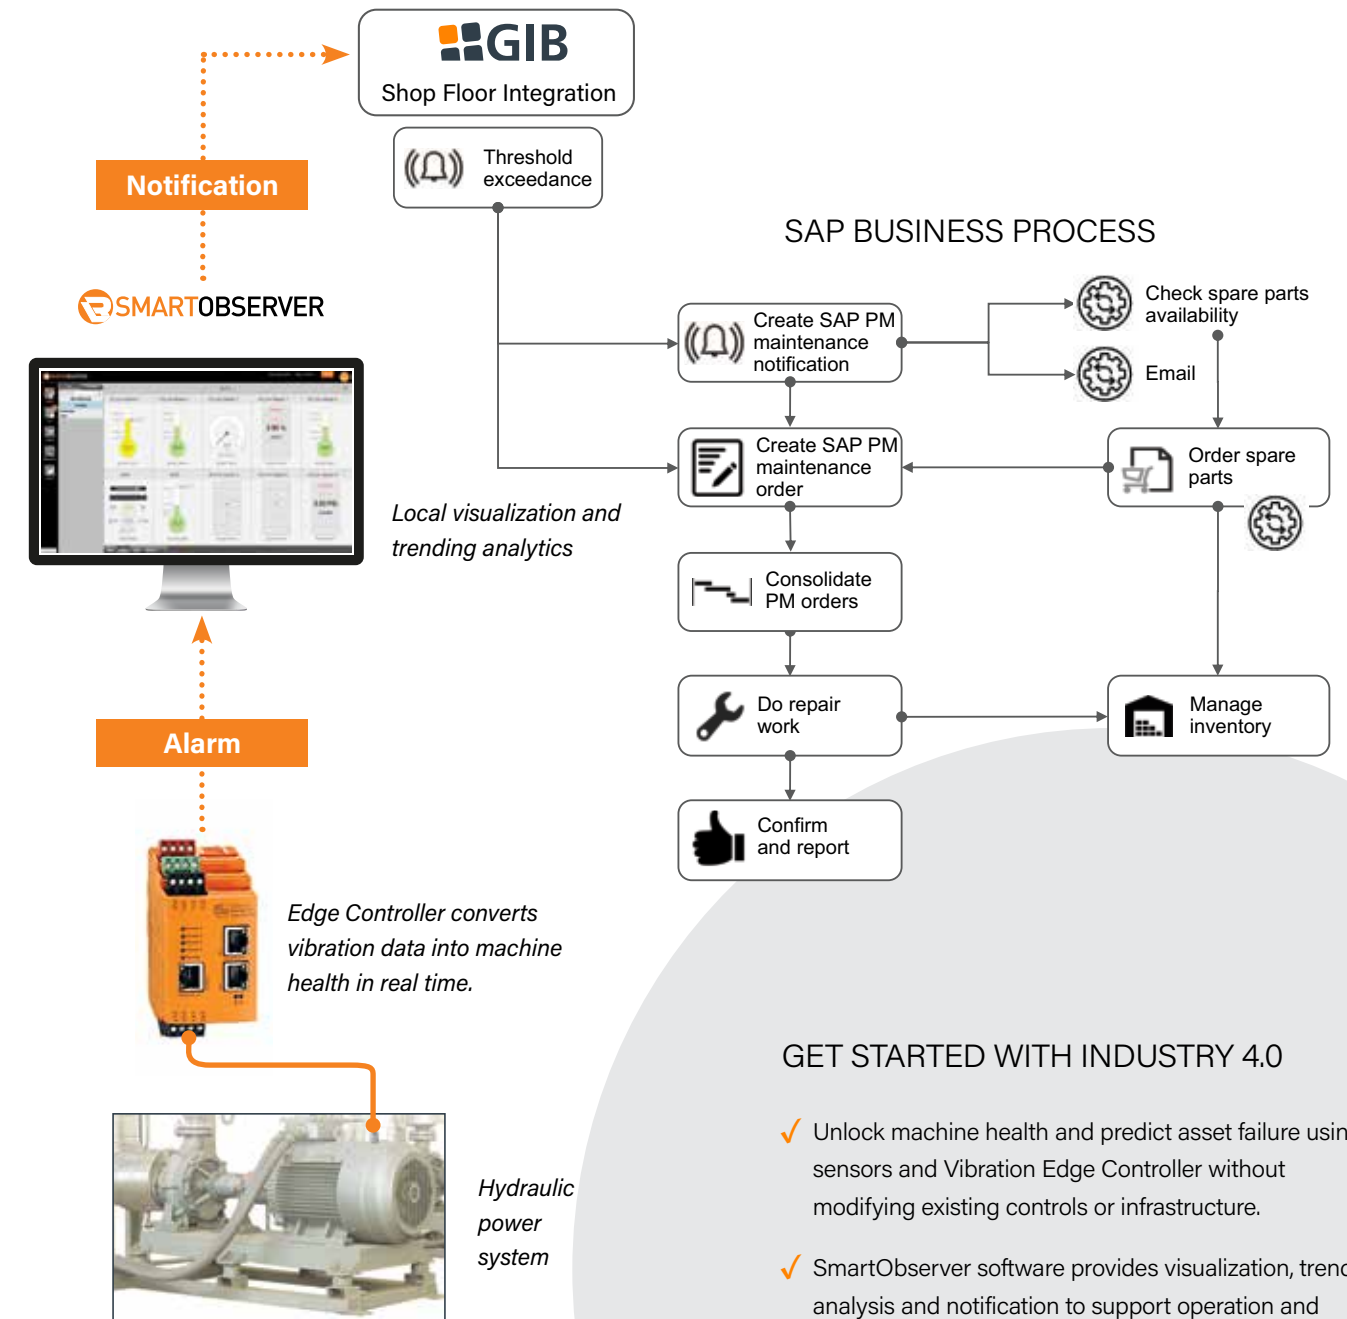 GIB
Shop Floor Integration
Threshold
exceedance
Notification
SMARTOBSERVER
Local visualization and
trending analytics
Alarm
Edge Controller converts
vibration data into machine
health in real time.
Hydraulic
power
system
SAP BUSINESS PROCESS
Create SAP PM
maintenance
notification
Check spare parts
availability
Email
Create SAP PM
maintenance
order
Order spare
parts
Consolidate
PM orders
Do repair
work
Manage
inventory
Confirm
and report
GET STARTED WITH INDUSTRY 4.0
✓ Unlock machine health and predict asset failure usin
sensors and Vibration Edge Controller without
modifying existing controls or infrastructure.
✓ SmartObserver software provides visualization, trend
analysis and notification to support operation and